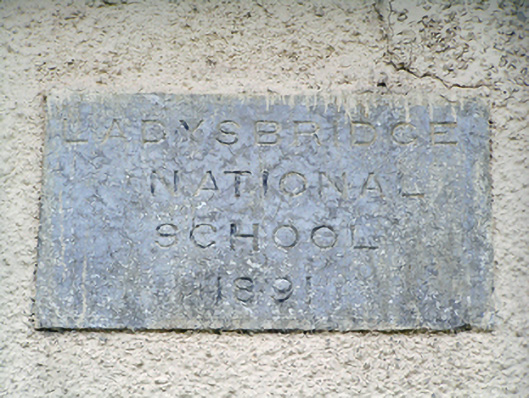 LADYSBRIDGE
NATIONAL
SCHOOL
1891